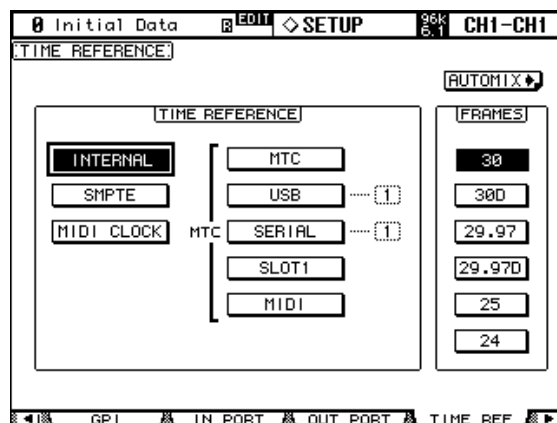 0 Initial Data EDIT ◇SETUP 96K 6.1 CH1-CH1
TIME REFERENCE
AUTOMIX
TIME REFERENCE
INTERNAL
SMPTE
MIDI CLOCK
MTC
MTC
USB 1
SERIAL 1
SLOT1
MIDI
FRAMES
30
30D
29.97
29.97D
25
24
GPI IN PORT OUT PORT TIME REF